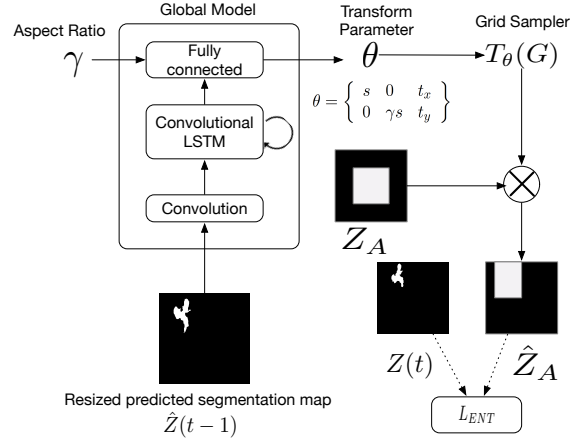 Global Model
Aspect Ratio
γ
Fully
connected
Convolutional
LSTM
Convolution
Transform
Parameter
θ
θ = { s 0 t_x
0 γs t_y }
Grid Sampler
T_θ(G)
Z_A
Z(t)
Ẑ_A
L_ENT
Resized predicted segmentation map
Ẑ(t − 1)